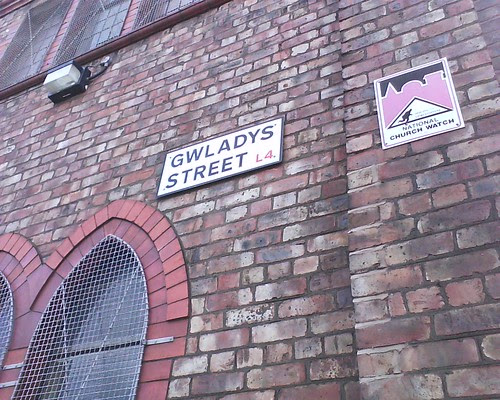 GWLADYS
STREET L4.
NATIONAL
CHURCH WATCH